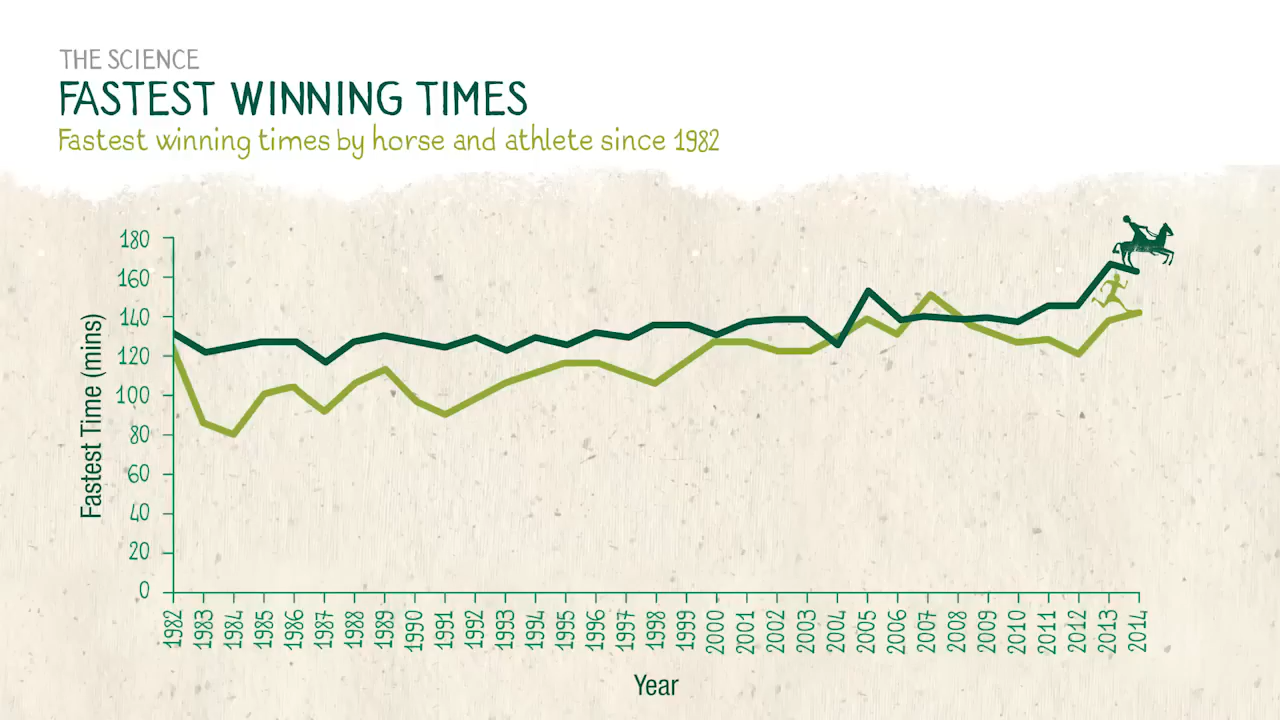 THE SCIENCE
FASTEST WINNING TIMES
Fastest winning times by horse and athlete since 1982
180
160
140
120
100
80
60
40
20
0
Fastest Time (mins)
1982 1983 1984 1985 1986 1987 1988 1989 1990 1991 1992 1993 1994 1995 1996 1997 1998 1999 2000 2001 2002 2003 2004 2005 2006 2007 2008 2009 2010 2011 2012 2013 2014
Year